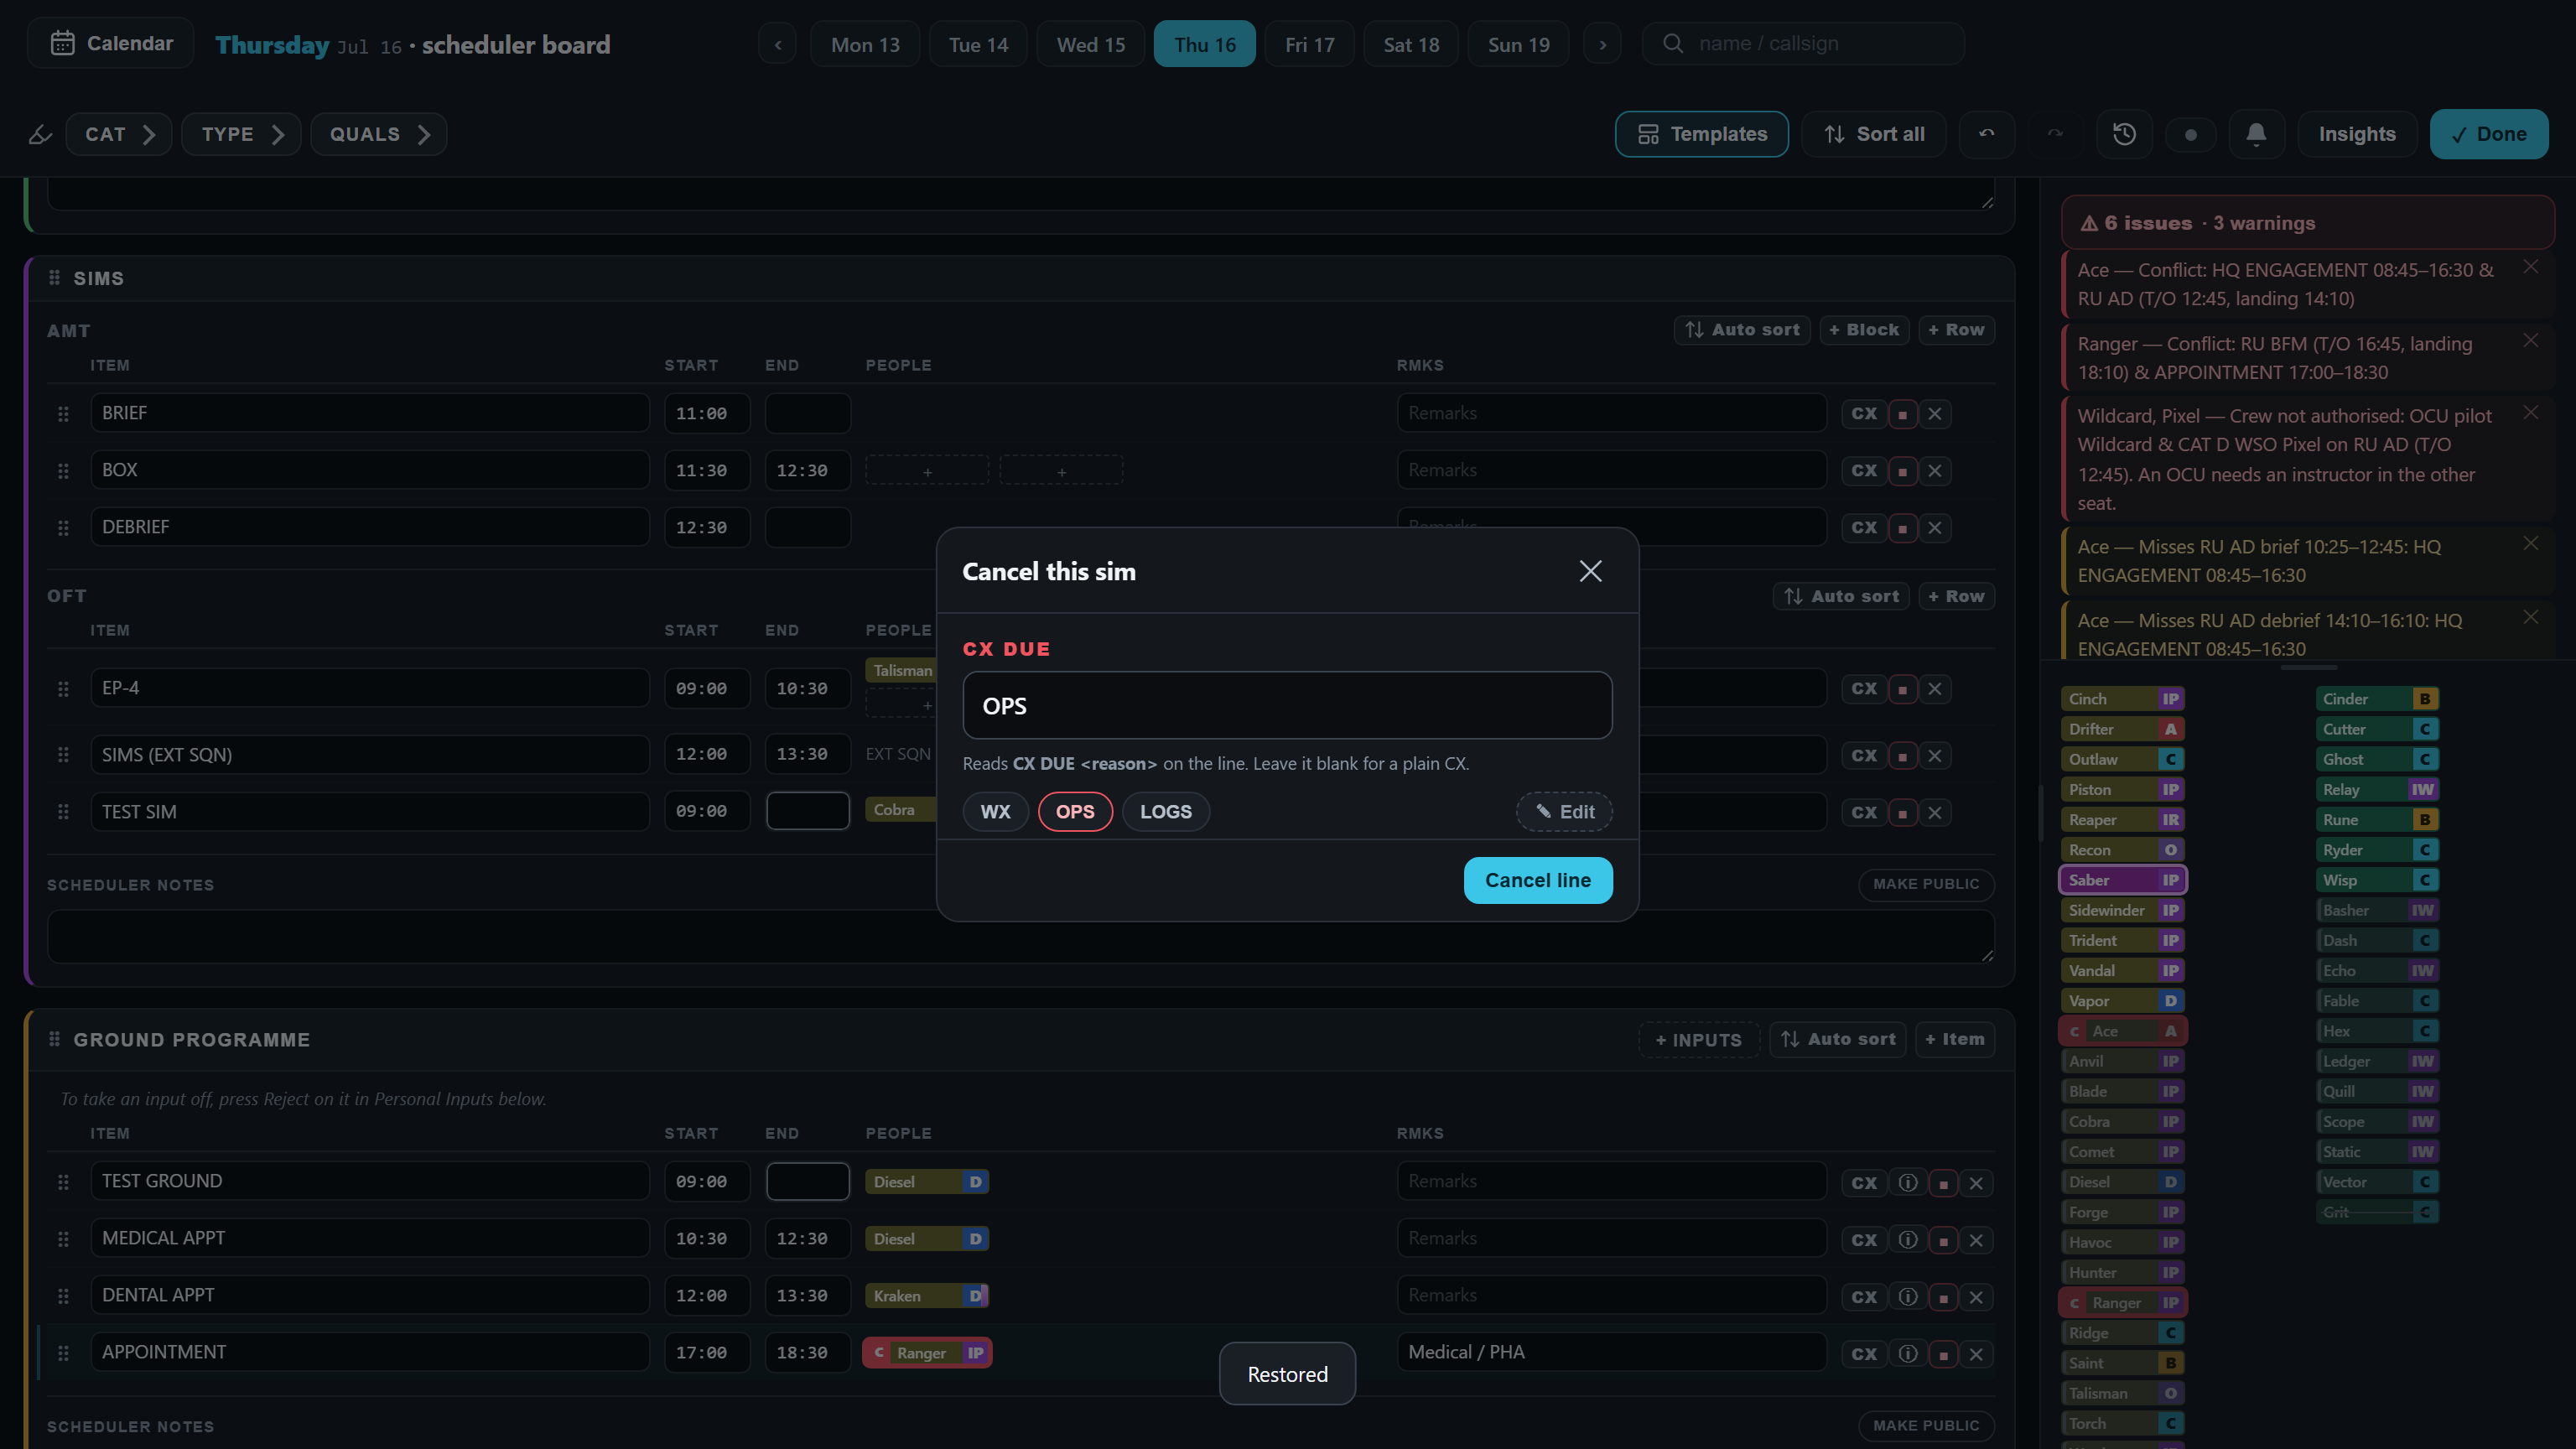 Calendar
Thursday Jul 16 • scheduler board
‹ Mon 13 Tue 14 Wed 15 Thu 16 Fri 17 Sat 18 Sun 19 ›
name / callsign
CAT TYPE QUALS
Templates Sort all Insights ✓ Done
SIMS
AMT
Auto sort + Block + Row
ITEM START END PEOPLE RMKS
BRIEF 11:00 Remarks CX
BOX 11:30 12:30 + + Remarks CX
DEBRIEF 12:30 Remarks CX
OFT
Auto sort + Row
ITEM START END PEOPLE
EP-4 09:00 10:30 Talisman + CX
SIMS (EXT SQN) 12:00 13:30 EXT SQN CX
TEST SIM 09:00 Cobra CX
SCHEDULER NOTES MAKE PUBLIC
Cancel this sim
CX DUE
OPS
Reads CX DUE <reason> on the line. Leave it blank for a plain CX.
WX OPS LOGS Edit
Cancel line
GROUND PROGRAMME + INPUTS Auto sort + Item
To take an input off, press Reject on it in Personal Inputs below.
ITEM START END PEOPLE RMKS
TEST GROUND 09:00 Diesel D Remarks CX
MEDICAL APPT 10:30 12:30 Diesel D Remarks CX
DENTAL APPT 12:00 13:30 Kraken D Remarks CX
APPOINTMENT 17:00 18:30 C Ranger IP Medical / PHA CX
SCHEDULER NOTES MAKE PUBLIC
Restored
⚠ 6 issues · 3 warnings
Ace — Conflict: HQ ENGAGEMENT 08:45–16:30 &
RU AD (T/O 12:45, landing 14:10)
Ranger — Conflict: RU BFM (T/O 16:45, landing
18:10) & APPOINTMENT 17:00–18:30
Wildcard, Pixel — Crew not authorised: OCU pilot
Wildcard & CAT D WSO Pixel on RU AD (T/O
12:45). An OCU needs an instructor in the other
seat.
Ace — Misses RU AD brief 10:25–12:45: HQ
ENGAGEMENT 08:45–16:30
Ace — Misses RU AD debrief 14:10–16:10: HQ
ENGAGEMENT 08:45–16:30
Cinch IP
Drifter A
Outlaw C
Piston IP
Reaper IR
Recon O
Saber IP
Sidewinder IP
Trident IP
Vandal IP
Vapor D
C Ace A
Anvil IP
Blade IP
Cobra IP
Comet IP
Diesel D
Forge IP
Havoc IP
Hunter IP
C Ranger IP
Ridge C
Saint B
Talisman O
Torch C
Cinder B
Cutter C
Ghost C
Relay IW
Rune B
Ryder C
Wisp C
Basher IW
Dash C
Echo IW
Fable C
Hex C
Ledger IW
Quill IW
Scope IW
Static IW
Vector C
Grit C